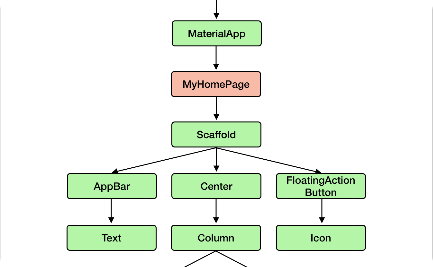 MaterialApp
MyHomePage
Scaffold
AppBar
Center
FloatingAction
Button
Text
Column
Icon